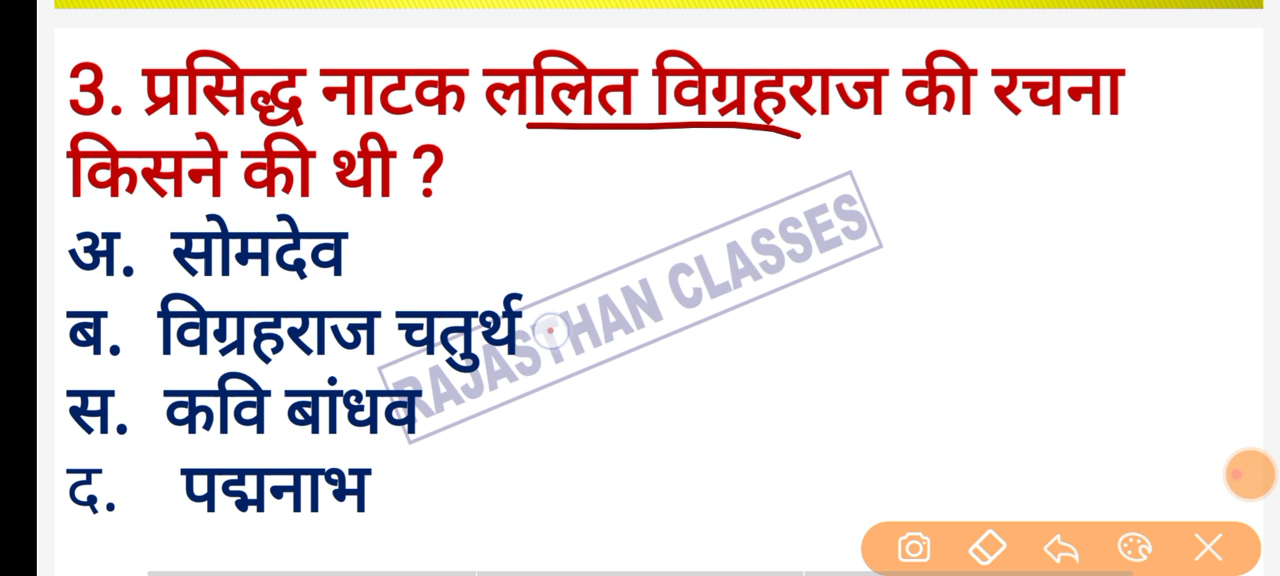 3. प्रसिद्ध नाटक ललित विग्रहराज की रचना
किसने की थी ?
अ. सोमदेव
ब. विग्रहराज चतुर्थ
स. कवि बांधव
द. पद्मनाभ
RAJASTHAN CLASSES